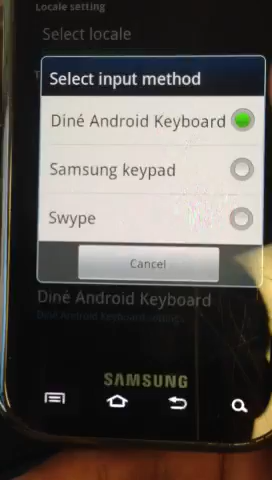 Locale setting
Select locale
Select input method
Diné Android Keyboard
Samsung keypad
Swype
Cancel
Diné Android Keyboard
SAMSUNG